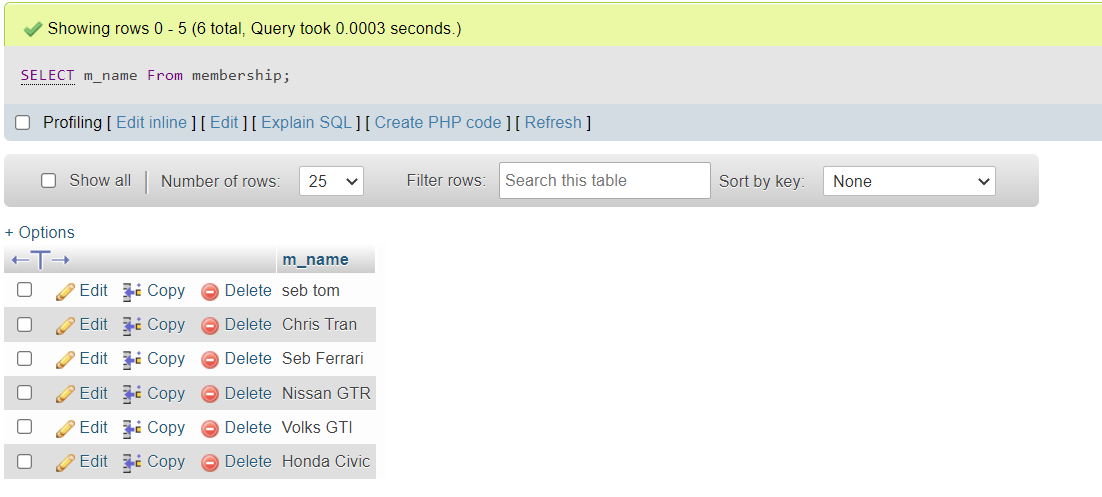 Showing rows 0 - 5 (6 total, Query took 0.0003 seconds.)
SELECT m_name From membership;
Profiling [ Edit inline ] [ Edit ] [ Explain SQL ] [ Create PHP code ] [ Refresh ]
Show all Number of rows: 25 Filter rows: Search this table Sort by key: None
+ Options
m_name
Edit Copy Delete seb tom
Edit Copy Delete Chris Tran
Edit Copy Delete Seb Ferrari
Edit Copy Delete Nissan GTR
Edit Copy Delete Volks GTI
Edit Copy Delete Honda Civic